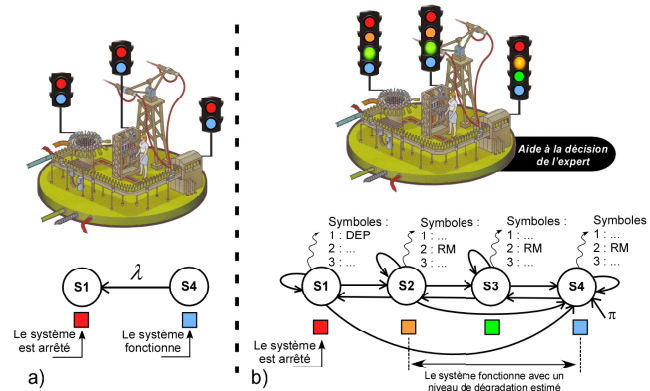 Aide à la décision
de l'expert
S1
λ
S4
Le système
est arrêté
Le système
fonctionne
a)
Symboles :
1 : DEP
2 : ...
3 : ...
Symboles :
1 : ...
2 : RM
3 : ...
Symboles :
1 : ...
2 : RM
3 : ...
Symboles :
1 : ...
2 : RM
3 : ...
S1
S2
S3
S4
π
Le système
est arrêté
Le système fonctionne avec un
niveau de dégradation estimé
b)